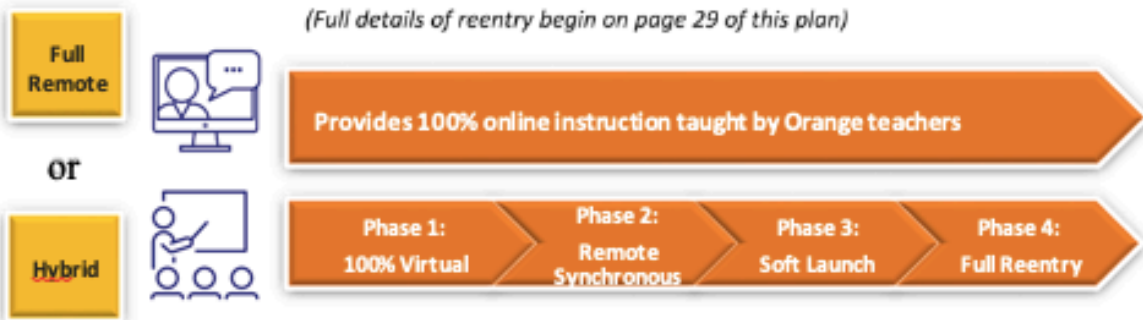 (Full details of reentry begin on page 29 of this plan)
Full
Remote
...
Provides 100% online instruction taught by Orange teachers
or
Hybrid
Phase 1:
100% Virtual
Phase 2:
Remote
Synchronous
Phase 3:
Soft Launch
Phase 4:
Full Reentry